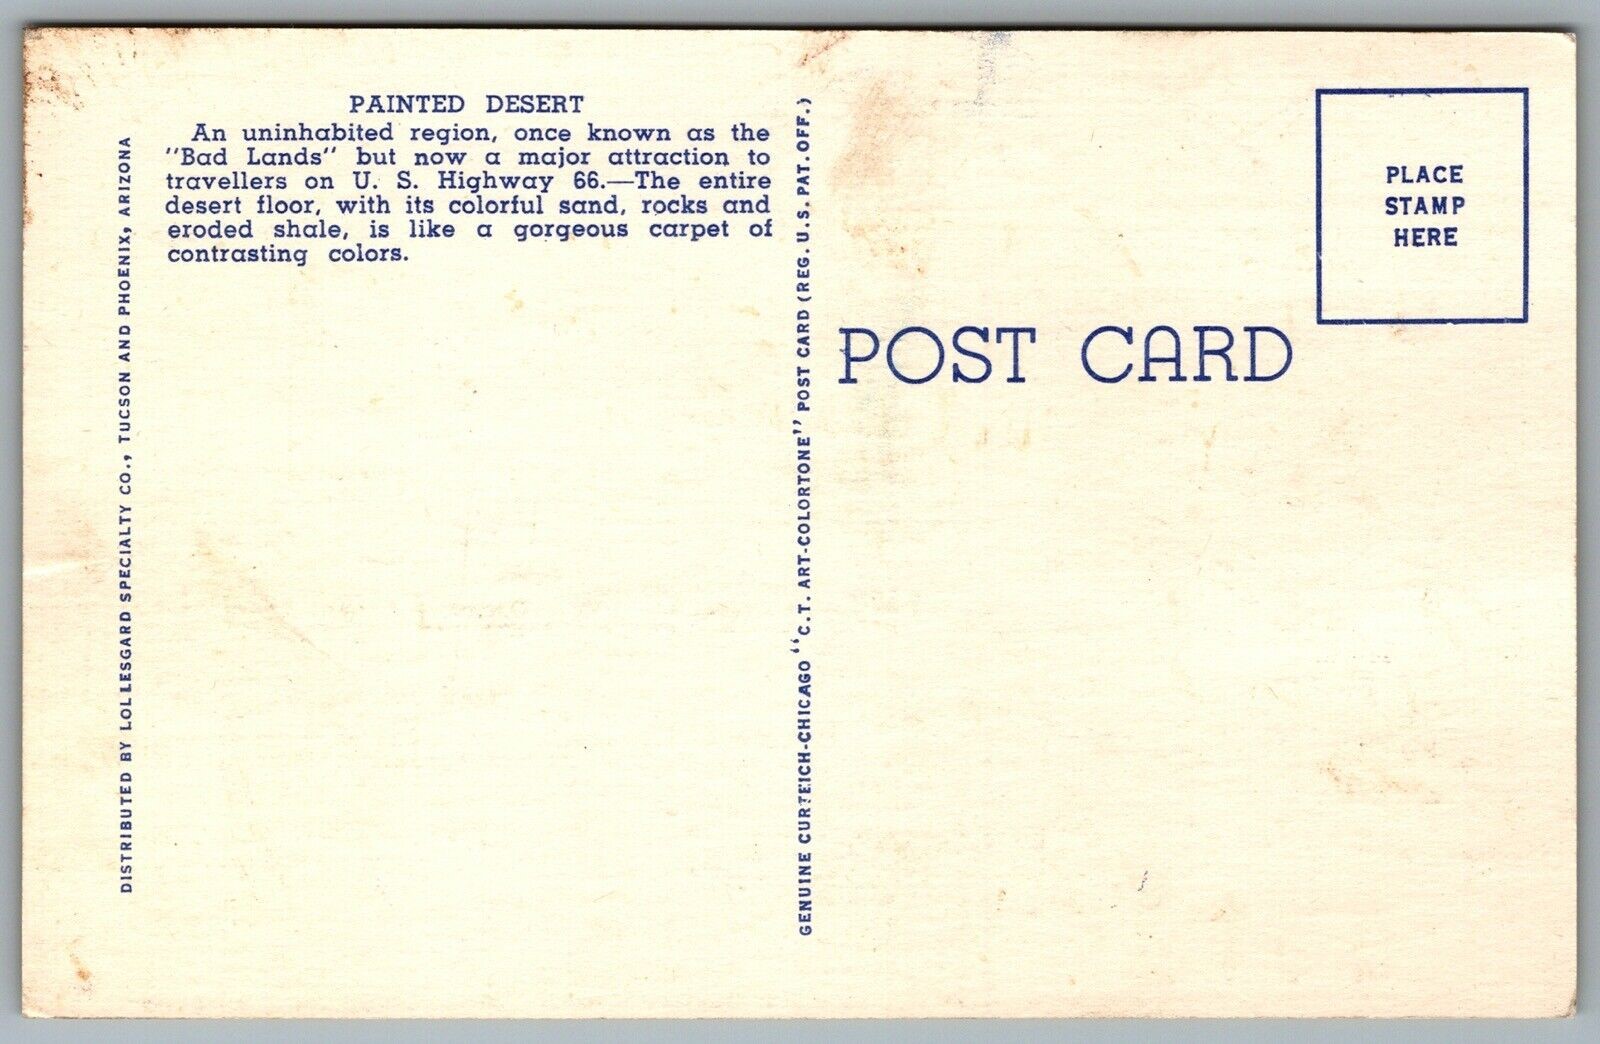 PAINTED DESERT
An uninhabited region, once known as the
"Bad Lands" but now a major attraction to
travellers on U. S. Highway 66.—The entire
desert floor, with its colorful sand, rocks and
eroded shale, is like a gorgeous carpet of
contrasting colors.
DISTRIBUTED BY LOLLESGARD SPECIALTY CO., TUCSON AND PHOENIX, ARIZONA
GENUINE CURTEICH-CHICAGO "C.T. ART-COLORTONE" POST CARD (REG. U.S. PAT. OFF.)
PLACE
STAMP
HERE
POST CARD